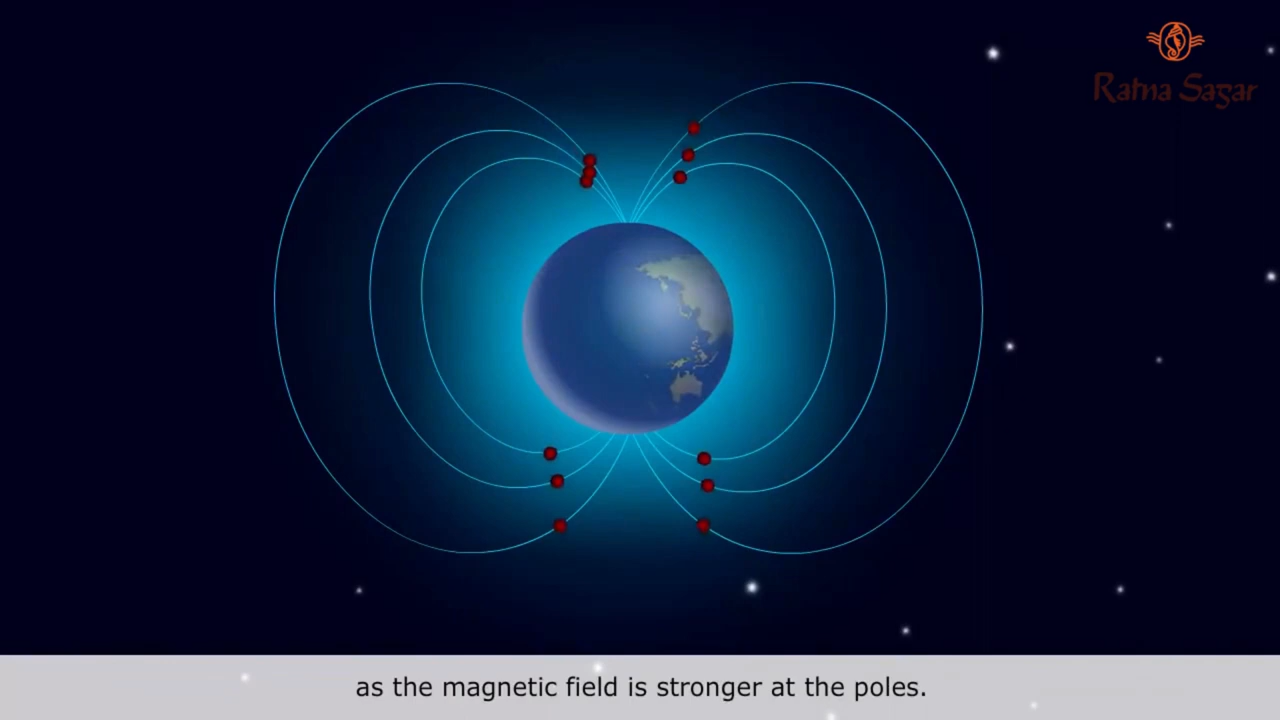 Ratna Sagar
as the magnetic field is stronger at the poles.